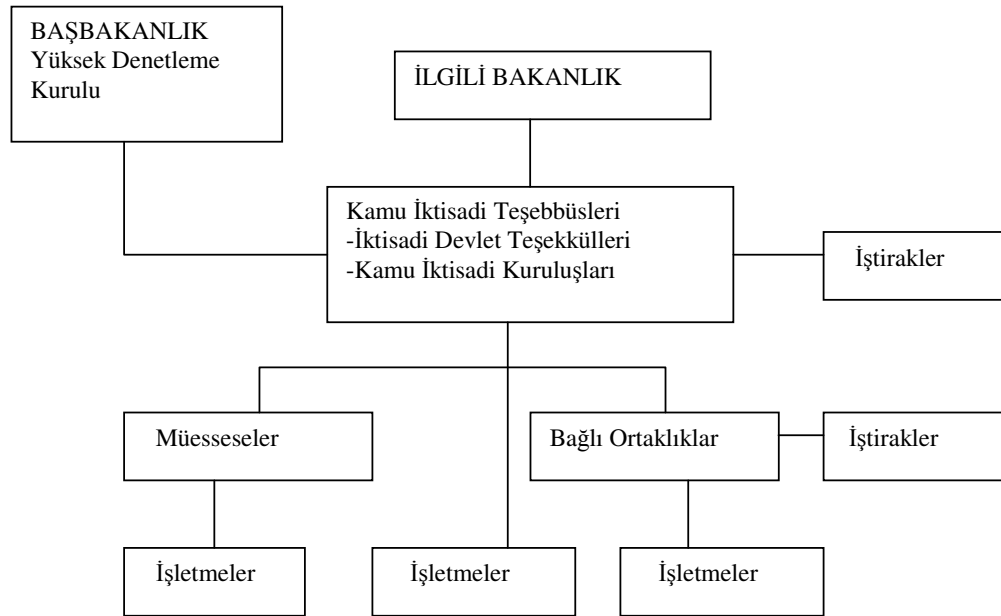 BAŞBAKANLIK
Yüksek Denetleme
Kurulu
İLGİLİ BAKANLIK
Kamu İktisadi Teşebbüsleri
-İktisadi Devlet Teşekkülleri
-Kamu İktisadi Kuruluşları
İştirakler
Müesseseler
Bağlı Ortaklıklar
İştirakler
İşletmeler
İşletmeler
İşletmeler